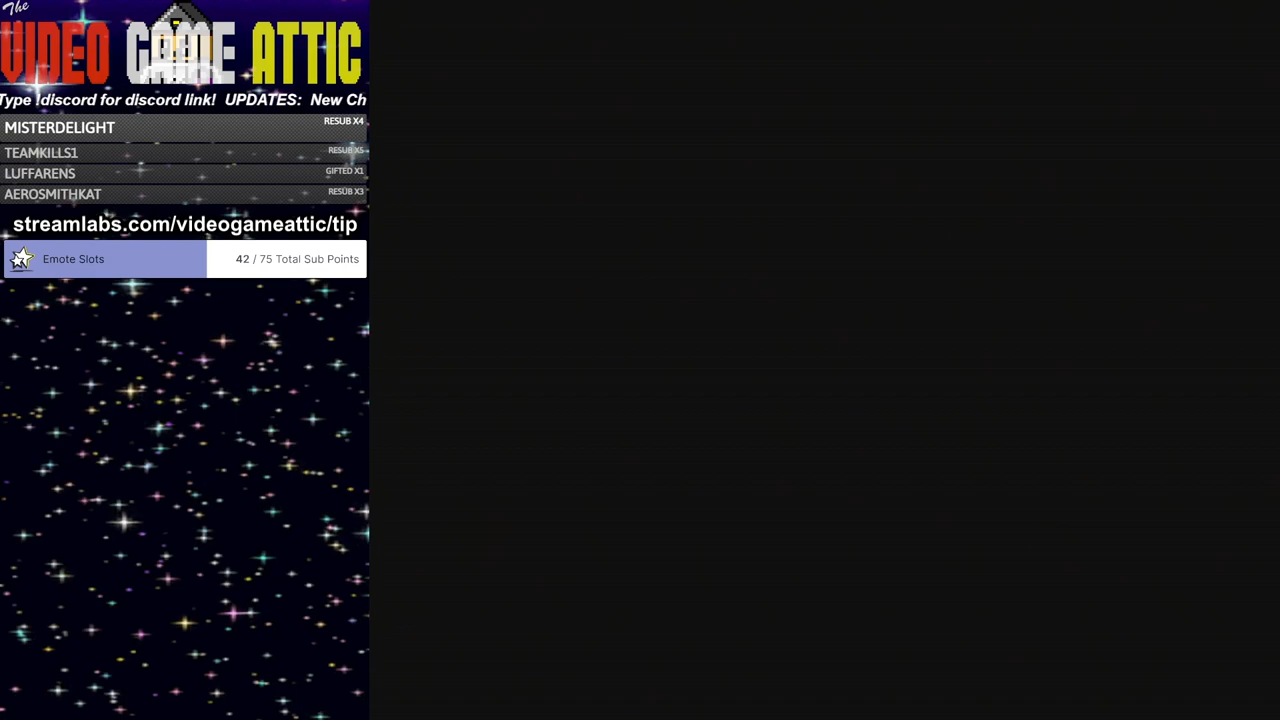 The
VIDEO GAME ATTIC
Type !discord for discord link! UPDATES: New Ch
MISTERDELIGHT RESUB X4
TEAMKILLS1 RESUB X5
LUFFARENS GIFTED X1
AEROSMITHKAT RESUB X3
streamlabs.com/videogameattic/tip
Emote Slots 42 / 75 Total Sub Points